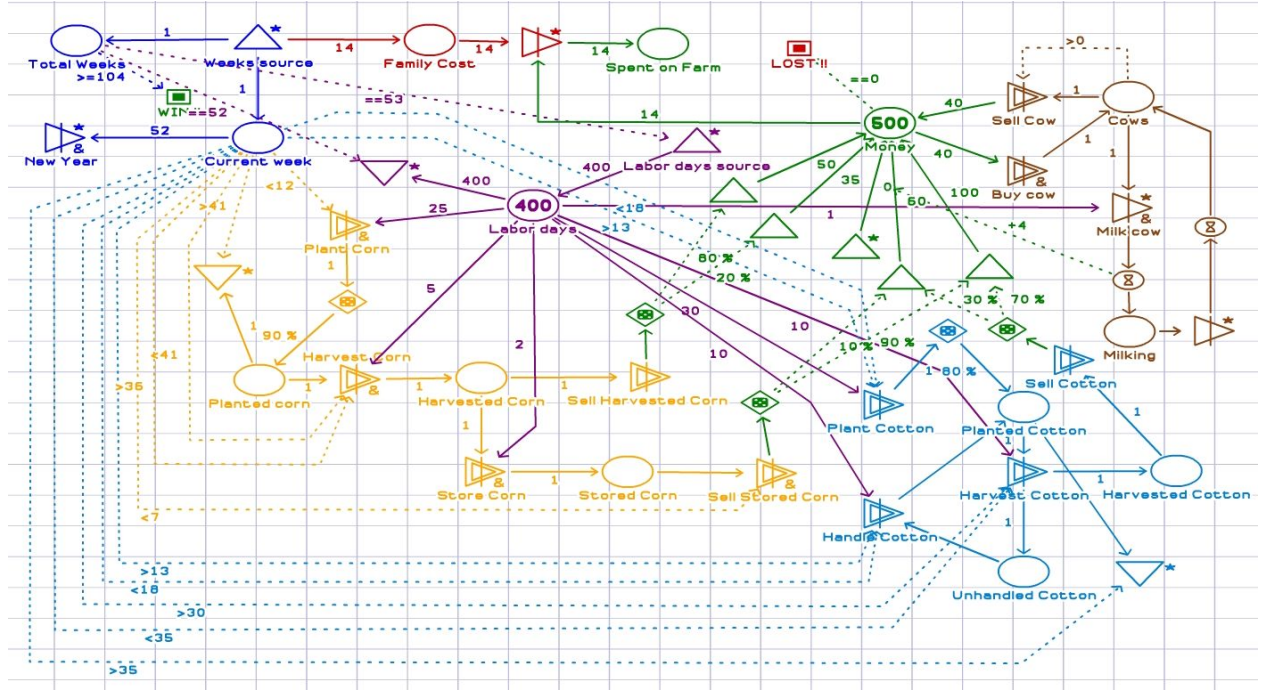 1
*
14
14
*
14
>0
Total Weeks
Weeks source
Family Cost
Spent on Farm
LOST!!
>=104
==0
1
1
40
WIN
==52
==53
14
500
Sell Cow
Cows
*
&
52
*
New Year
Current week
Money
Labor days source
400
*
50
40
1
1
&
Buy cow
<12
400
35
0
100
>41
25
400
<18
1
60
*
&
Milk cow
Plant Corn
&
Labor days
>13
*
+4
1
*
80 %
20 %
5
30 %
70 %
1
90 %
30
10
*
Milking
2
10
10 %
90 %
<41
Harvest Corn
1
80 %
Sell Cotton
>35
1
&
1
1
Planted corn
Harvested Corn
Sell Harvested Corn
1
Plant Cotton
Planted Cotton
1
1
&
1
&
1
Store Corn
Stored Corn
Sell Stored Corn
Harvest Cotton
Harvested Cotton
<7
1
Handle Cotton
>13
*
<18
Unhandled Cotton
>30
<35
>35